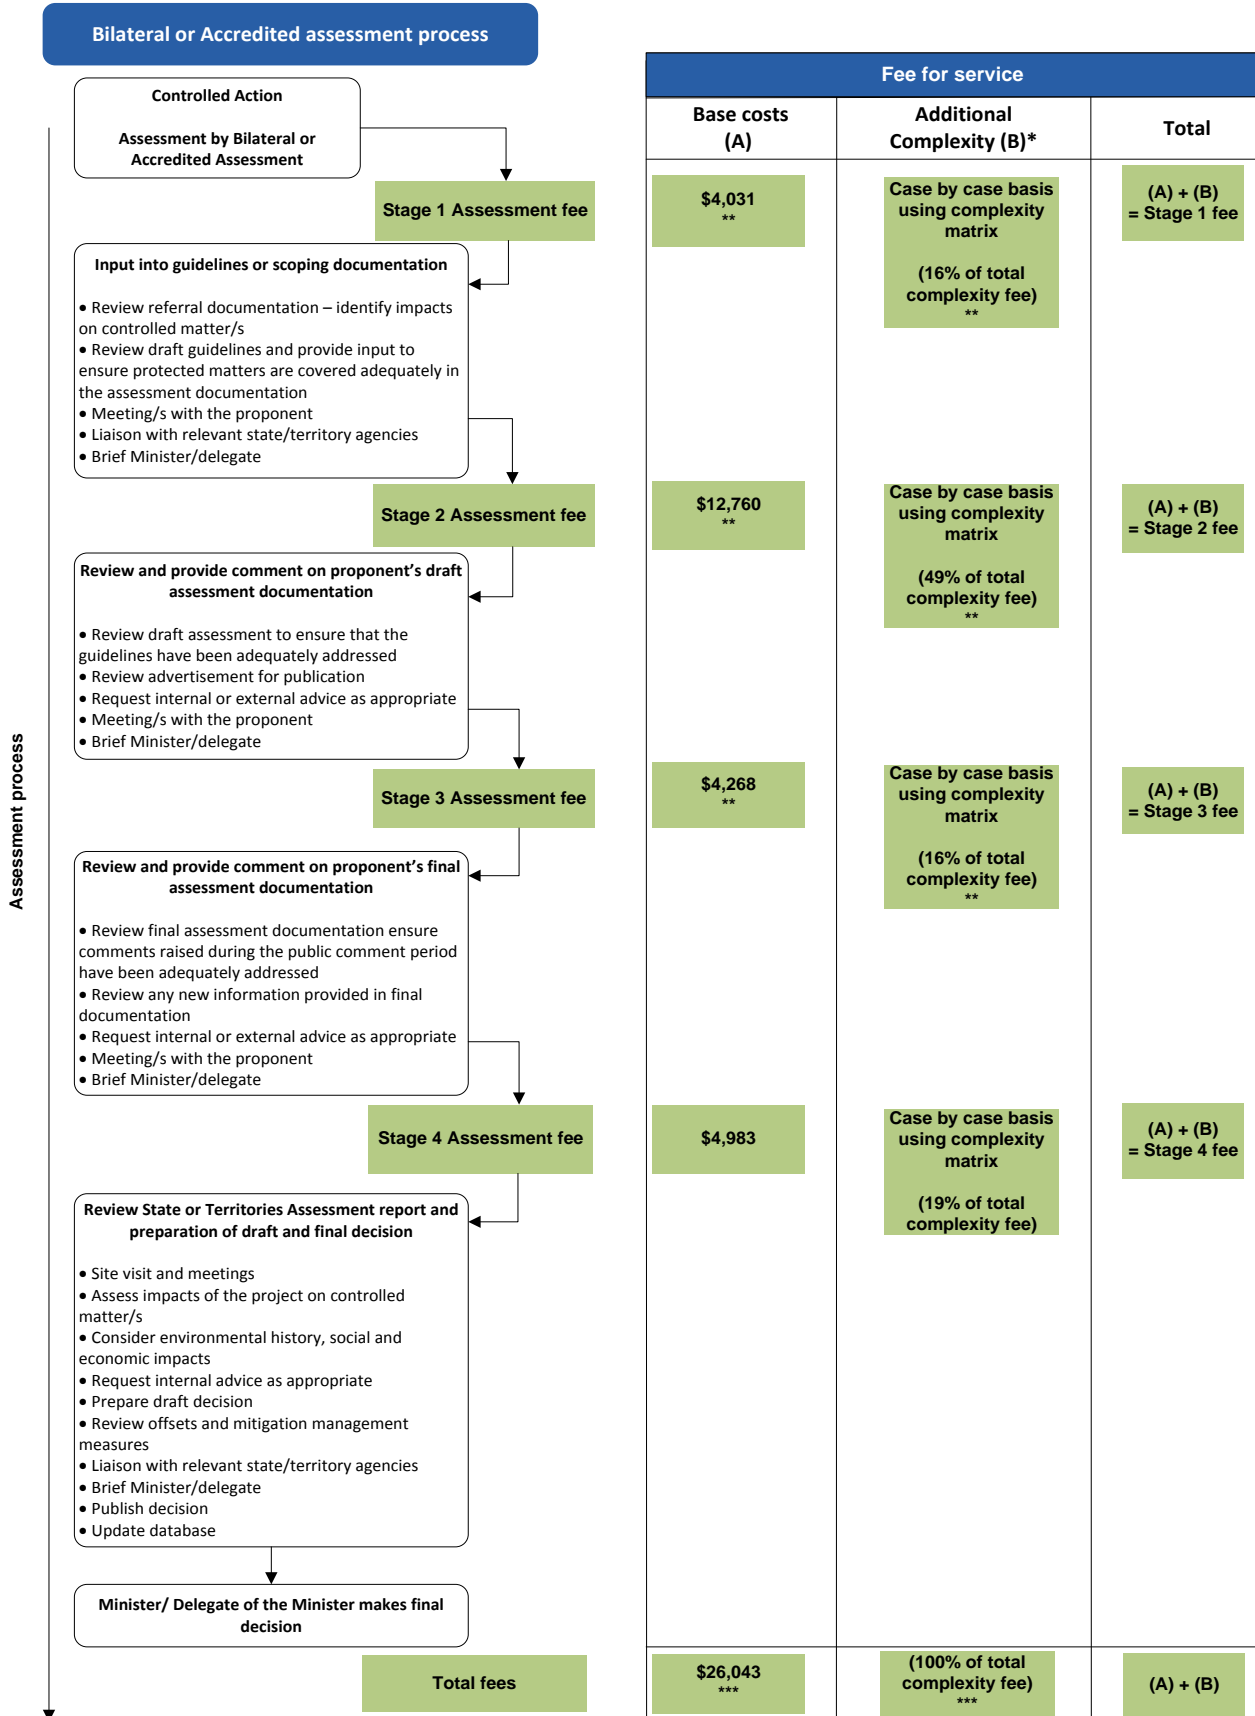 Bilateral or Accredited assessment process
Fee for service
Base costs
(A)
Additional
Complexity (B)*
Total
Controlled Action
Assessment by Bilateral or
Accredited Assessment
Stage 1 Assessment fee
$4,031
**
Case by case basis
using complexity
matrix
(16% of total
complexity fee)
**
(A) + (B)
= Stage 1 fee
Input into guidelines or scoping documentation
• Review referral documentation – identify impacts
on controlled matter/s
• Review draft guidelines and provide input to
ensure protected matters are covered adequately in
the assessment documentation
• Meeting/s with the proponent
• Liaison with relevant state/territory agencies
• Brief Minister/delegate
Stage 2 Assessment fee
$12,760
**
Case by case basis
using complexity
matrix
(49% of total
complexity fee)
**
(A) + (B)
= Stage 2 fee
Review and provide comment on proponent’s draft
assessment documentation
• Review draft assessment to ensure that the
guidelines have been adequately addressed
• Review advertisement for publication
• Request internal or external advice as appropriate
• Meeting/s with the proponent
• Brief Minister/delegate
Assessment process
Stage 3 Assessment fee
$4,268
**
Case by case basis
using complexity
matrix
(16% of total
complexity fee)
**
(A) + (B)
= Stage 3 fee
Review and provide comment on proponent’s final
assessment documentation
• Review final assessment documentation ensure
comments raised during the public comment period
have been adequately addressed
• Review any new information provided in final
documentation
• Request internal or external advice as appropriate
• Meeting/s with the proponent
• Brief Minister/delegate
Stage 4 Assessment fee
$4,983
Case by case basis
using complexity
matrix
(19% of total
complexity fee)
(A) + (B)
= Stage 4 fee
Review State or Territories Assessment report and
preparation of draft and final decision
• Site visit and meetings
• Assess impacts of the project on controlled
matter/s
• Consider environmental history, social and
economic impacts
• Request internal advice as appropriate
• Prepare draft decision
• Review offsets and mitigation management
measures
• Liaison with relevant state/territory agencies
• Brief Minister/delegate
• Publish decision
• Update database
Minister/ Delegate of the Minister makes final
decision
Total fees
$26,043
***
(100% of total
complexity fee)
***
(A) + (B)